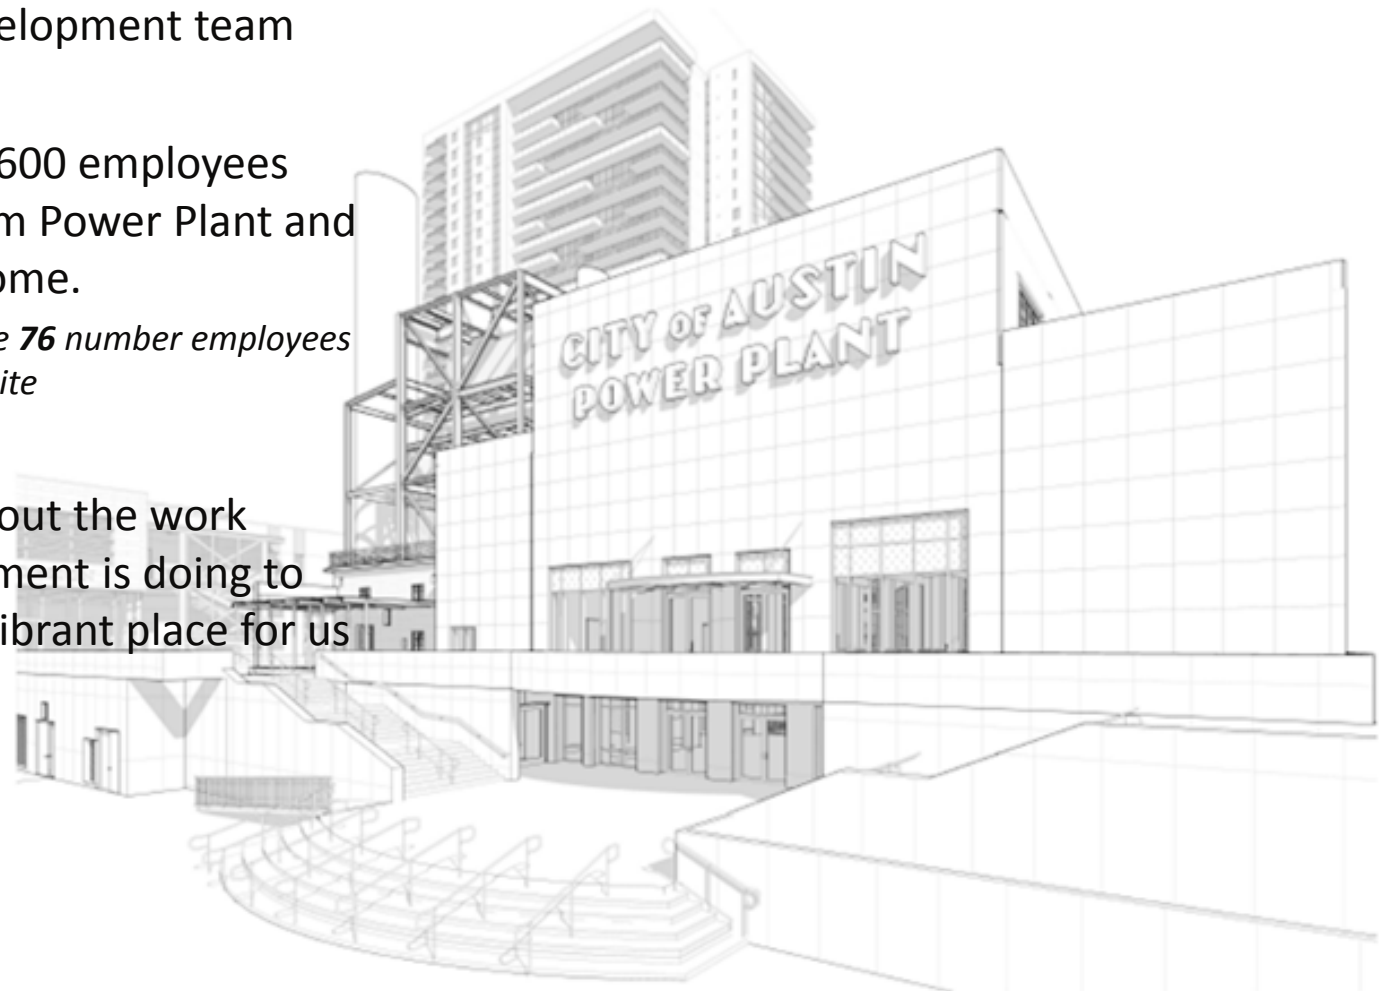 elopment team
600 employees
m Power Plant and
ome.
e 76 number employees
ite
out the work
ment is doing to
ibrant place for us
CITY OF AUSTIN
POWER PLANT